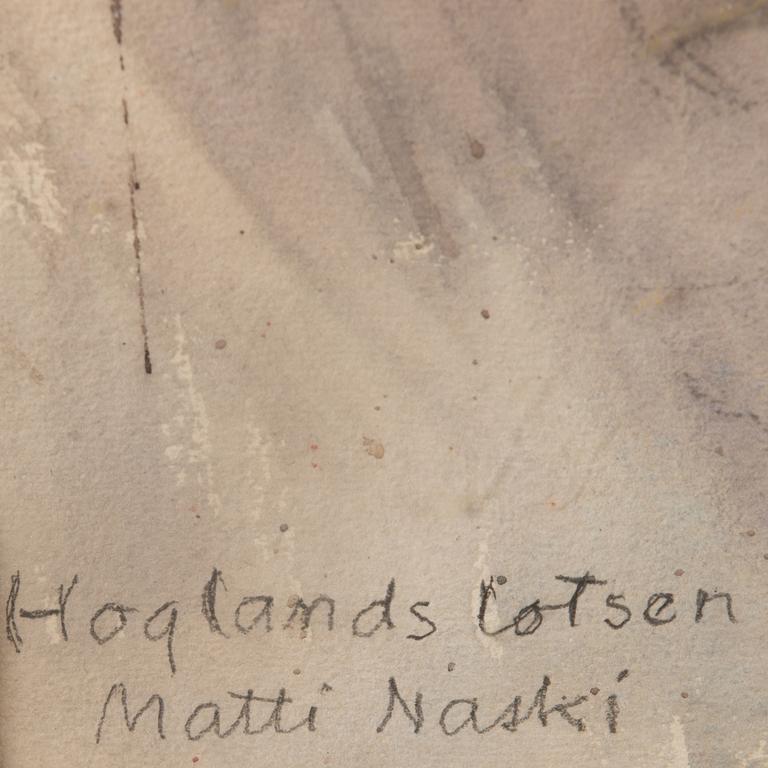 Hoglands lotsen
Matti Naski